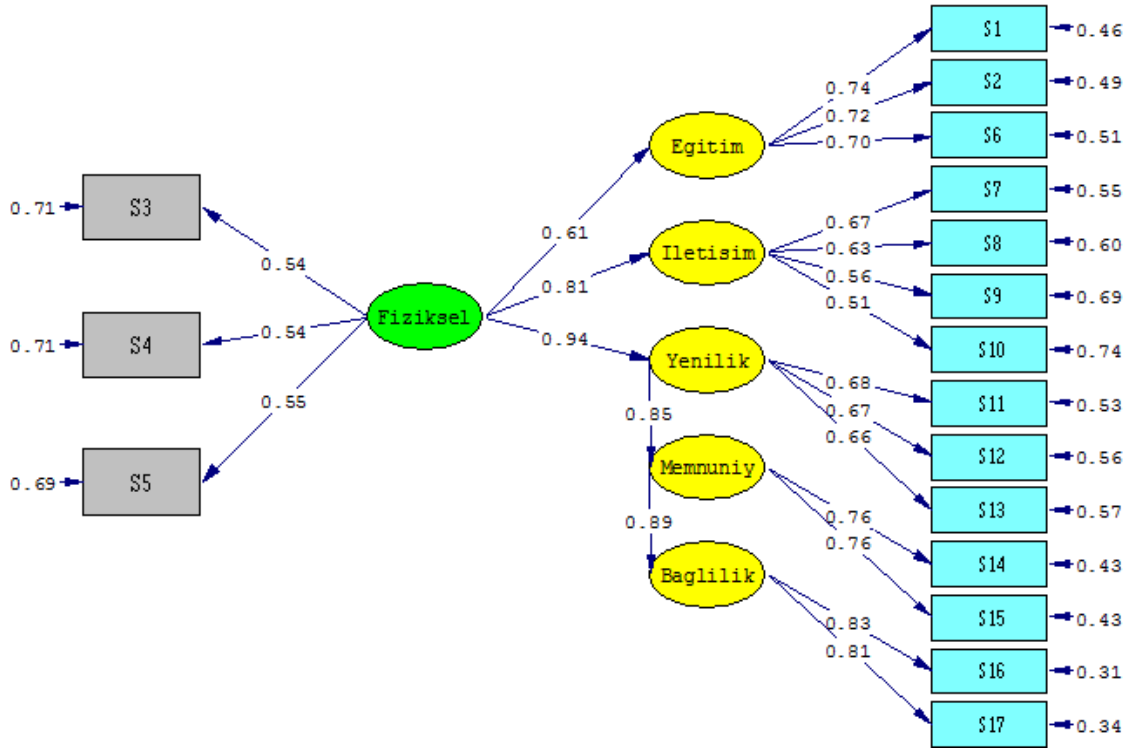 S1
0.46
S2
0.49
S6
0.51
S7
0.55
S8
0.60
S9
0.69
S10
0.74
S11
0.53
S12
0.56
S13
0.57
S14
0.43
S15
0.43
S16
0.31
S17
0.34
0.74
0.72
0.70
Egitim
0.67
0.63
0.56
0.51
Iletisim
0.68
0.67
0.66
Yenilik
0.76
0.76
Memnuniy
0.83
0.81
Baglilik
0.61
0.81
0.94
0.85
0.89
Fiziksel
0.54
0.54
0.55
0.71
S3
0.71
S4
0.69
S5